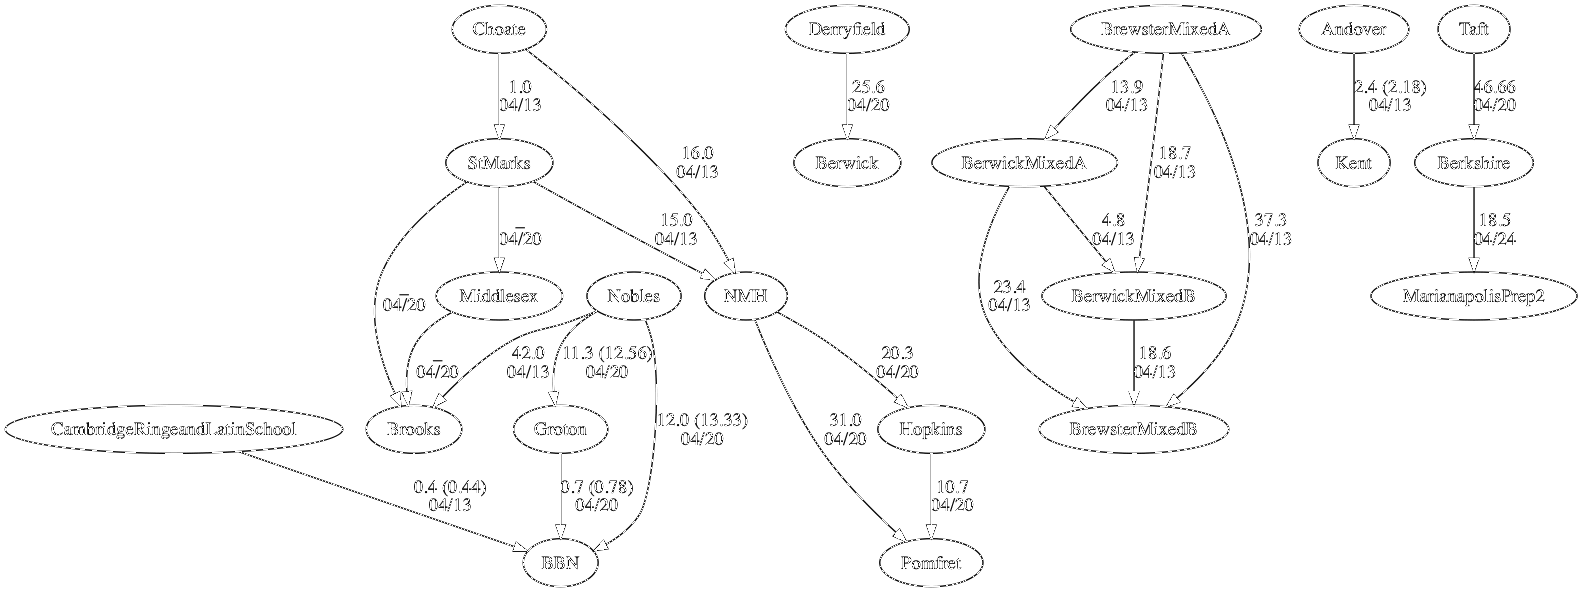 Choate
Derryfield
BrewsterMixedA
Andover
Taft
1.0
04/13
25.6
04/20
13.9
04/13
2.4 (2.18)
04/13
46.66
04/20
StMarks
16.0
04/13
Berwick
BerwickMixedA
18.7
04/13
Kent
Berkshire
–
04/20
15.0
04/13
4.8
04/13
37.3
04/13
18.5
04/24
–
04/20
Middlesex
Nobles
NMH
23.4
04/13
BerwickMixedB
MarianapolisPrep2
–
04/20
42.0
04/13
11.3 (12.56)
04/20
20.3
04/20
18.6
04/13
CambridgeRingeandLatinSchool
Brooks
Groton
12.0 (13.33)
04/20
31.0
04/20
Hopkins
BrewsterMixedB
0.4 (0.44)
04/13
0.7 (0.78)
04/20
10.7
04/20
BBN
Pomfret